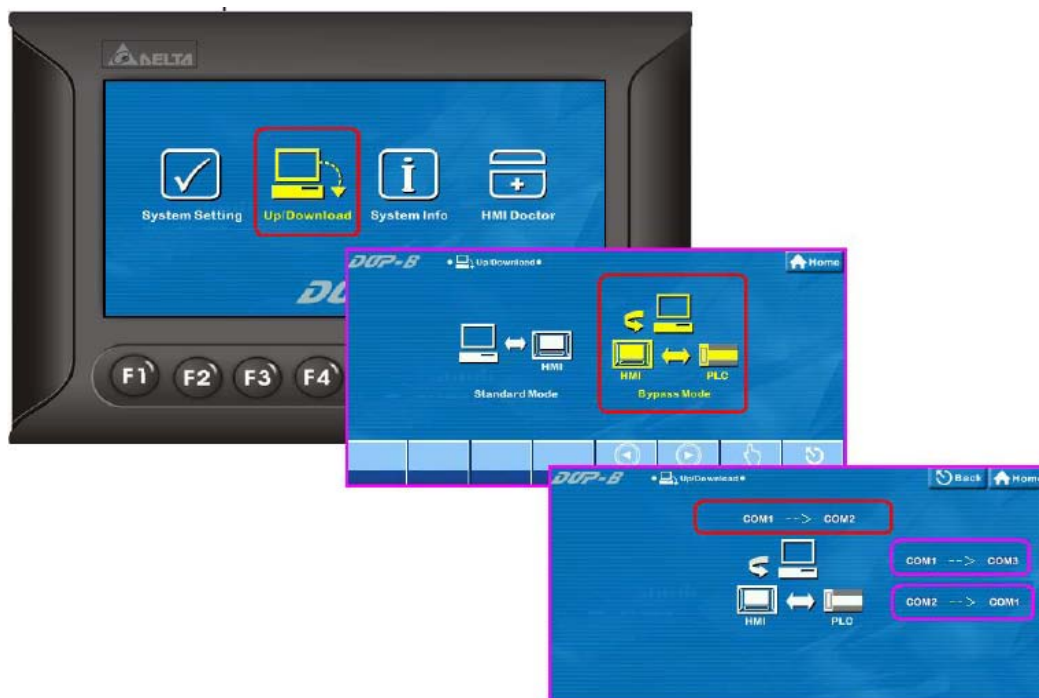 DELTA
System Setting
Up/Download
System Info
HMI Doctor
F1
F2
F3
F4
DOP-B
Up/Download
Home
HMI
Standard Mode
HMI
PLC
Bypass Mode
DOP-B
Up/Download
Back
Home
COM1 --> COM2
COM1 --> COM3
COM2 --> COM1
HMI
PLC